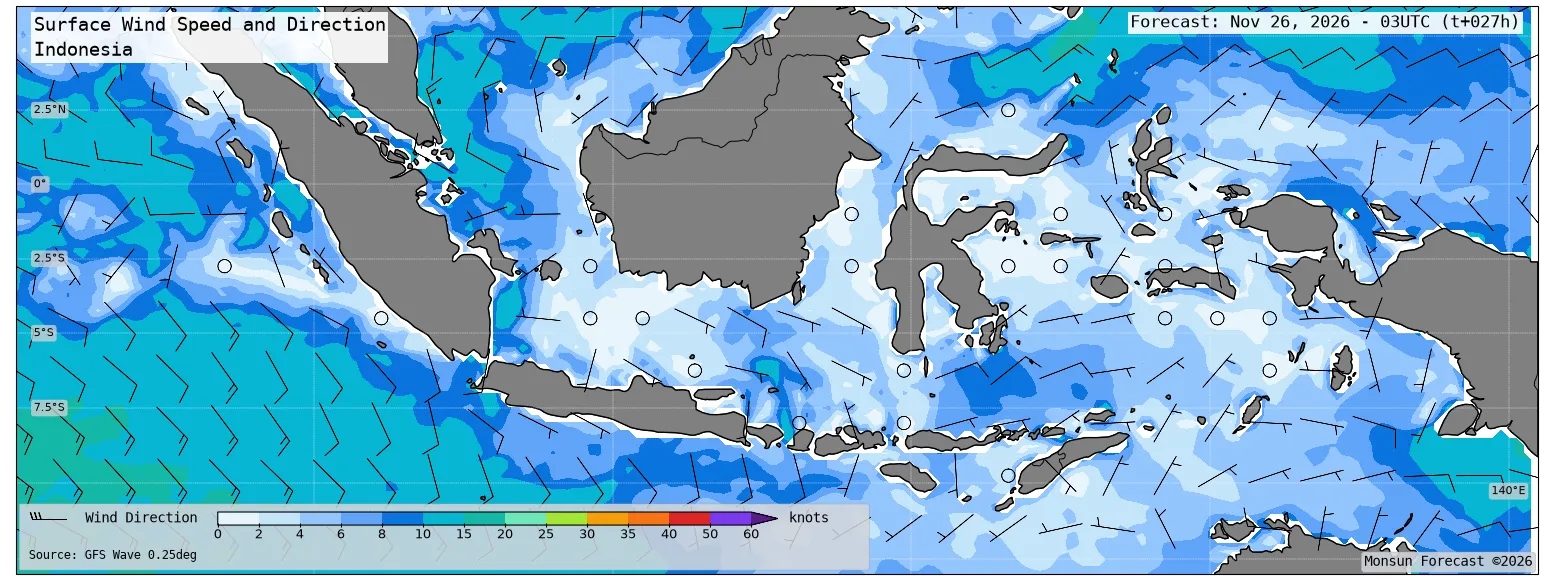 Surface Wind Speed and Direction
Indonesia
Forecast: Nov 26, 2026 - 03UTC (t+027h)
2.5°N
0°
2.5°S
5°S
7.5°S
140°E
Wind Direction
0 2 4 6 8 10 15 20 25 30 35 40 50 60
knots
Source: GFS Wave 0.25deg
Monsun Forecast ©2026